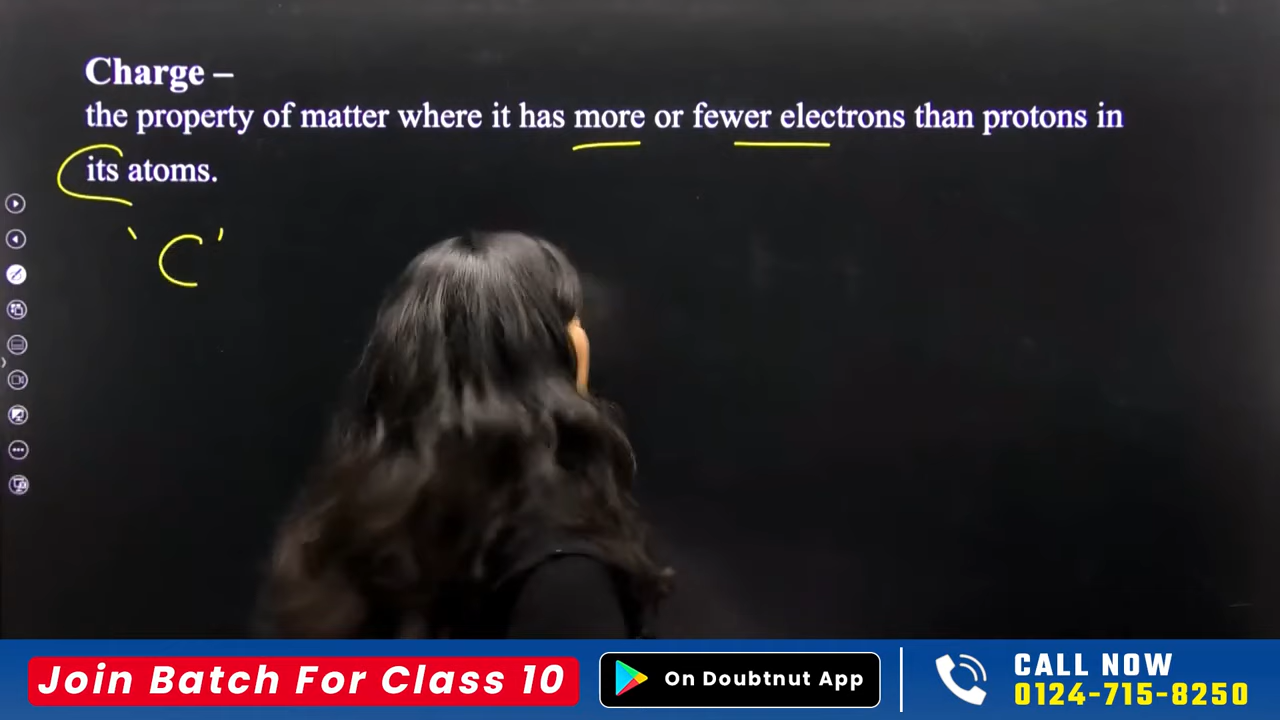 Charge –
the property of matter where it has more or fewer electrons than protons in
its atoms.
' C '
Join Batch For Class 10
On Doubtnut App
CALL NOW
0124-715-8250